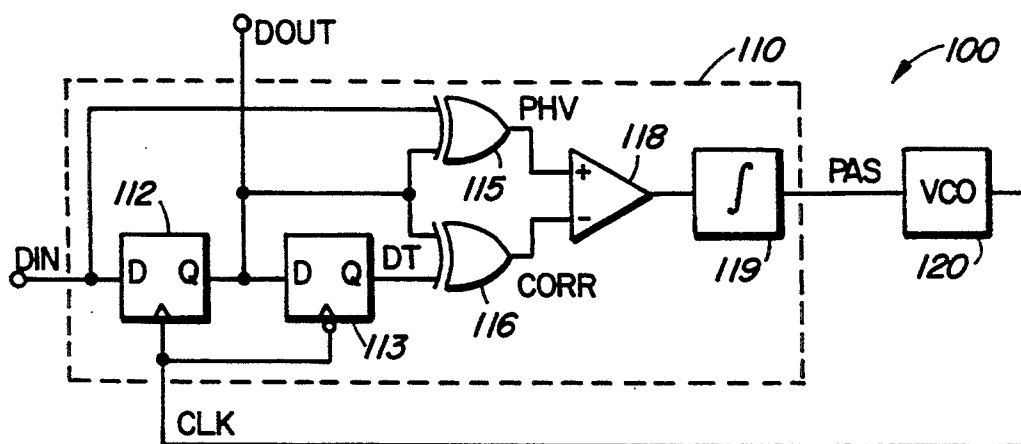 DOUT
110
100
PHV
115
118
112
PAS
+
-
∫
VCO
DIN
D Q
D Q
DT
CORR
116
119
120
113
CLK